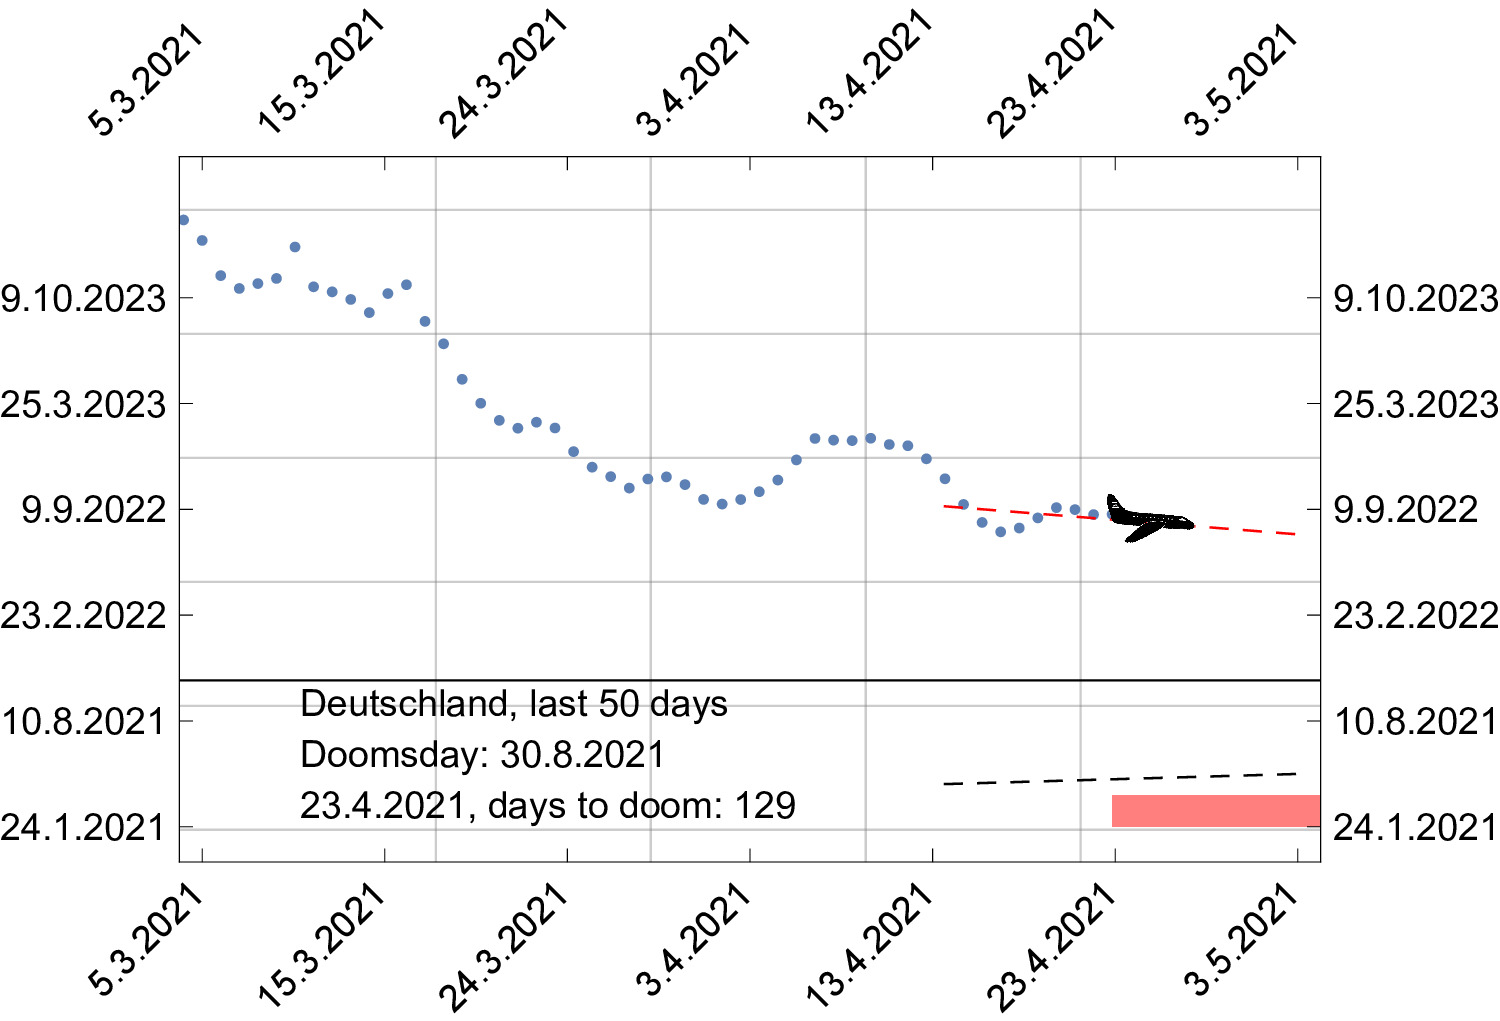 5.3.2021 15.3.2021 24.3.2021 3.4.2021 13.4.2021 23.4.2021 3.5.2021
9.10.2023 9.10.2023
25.3.2023 25.3.2023
9.9.2022 9.9.2022
23.2.2022 23.2.2022
Deutschland, last 50 days
10.8.2021 10.8.2021
Doomsday: 30.8.2021
23.4.2021, days to doom: 129
24.1.2021 24.1.2021
5.3.2021 15.3.2021 24.3.2021 3.4.2021 13.4.2021 23.4.2021 3.5.2021